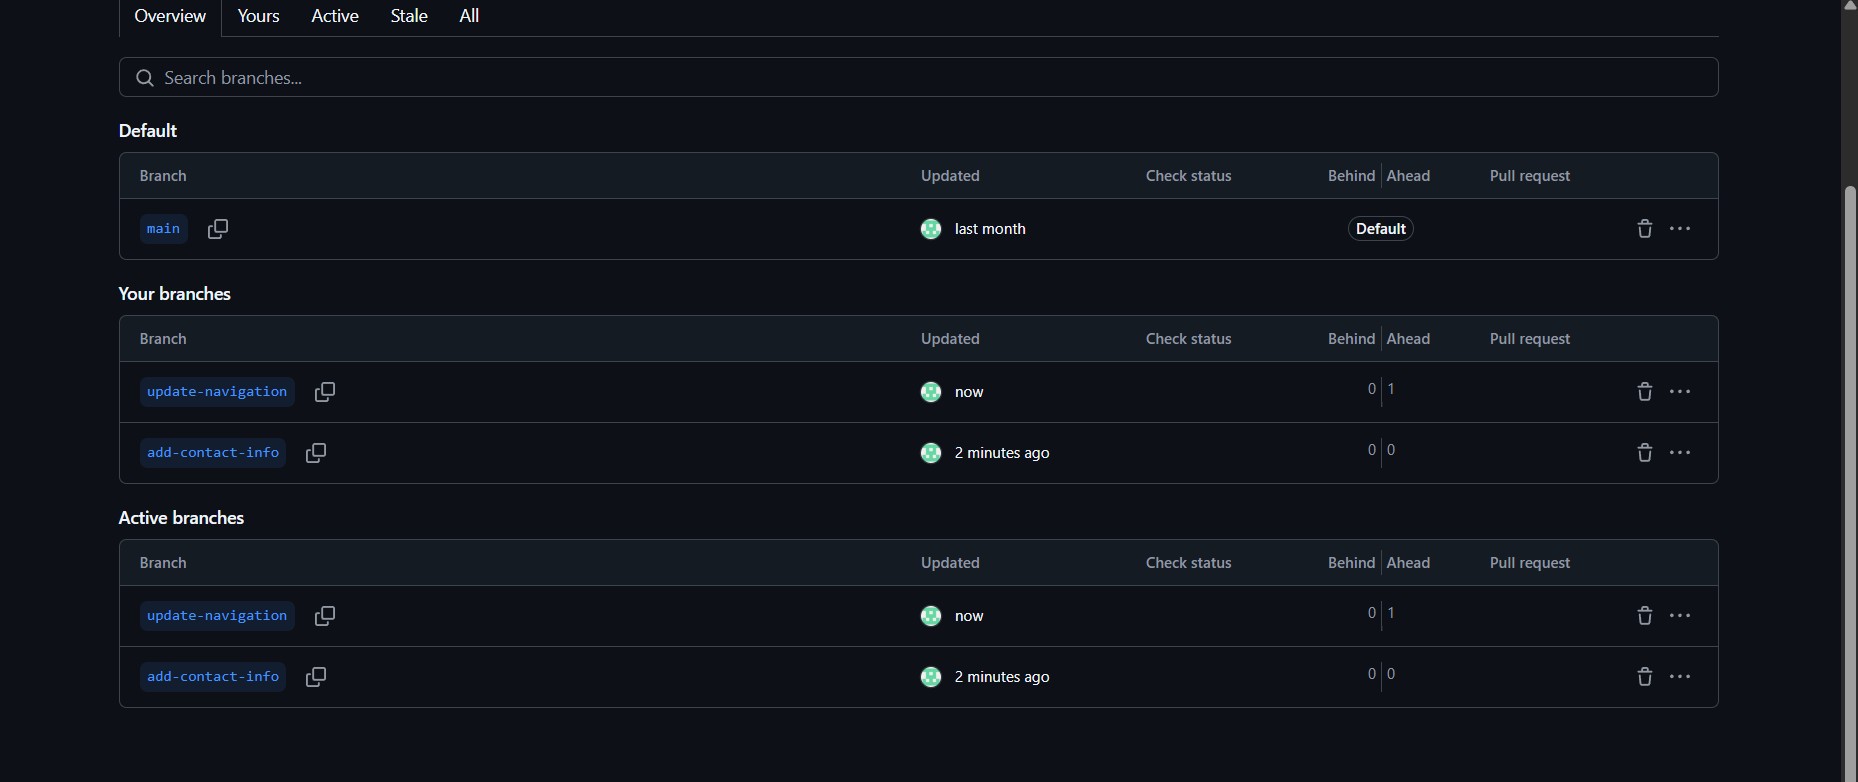 Overview Yours Active Stale All
Search branches...
Default
Branch Updated Check status Behind Ahead Pull request
main last month Default
Your branches
Branch Updated Check status Behind Ahead Pull request
update-navigation now 0 1
add-contact-info 2 minutes ago 0 0
Active branches
Branch Updated Check status Behind Ahead Pull request
update-navigation now 0 1
add-contact-info 2 minutes ago 0 0